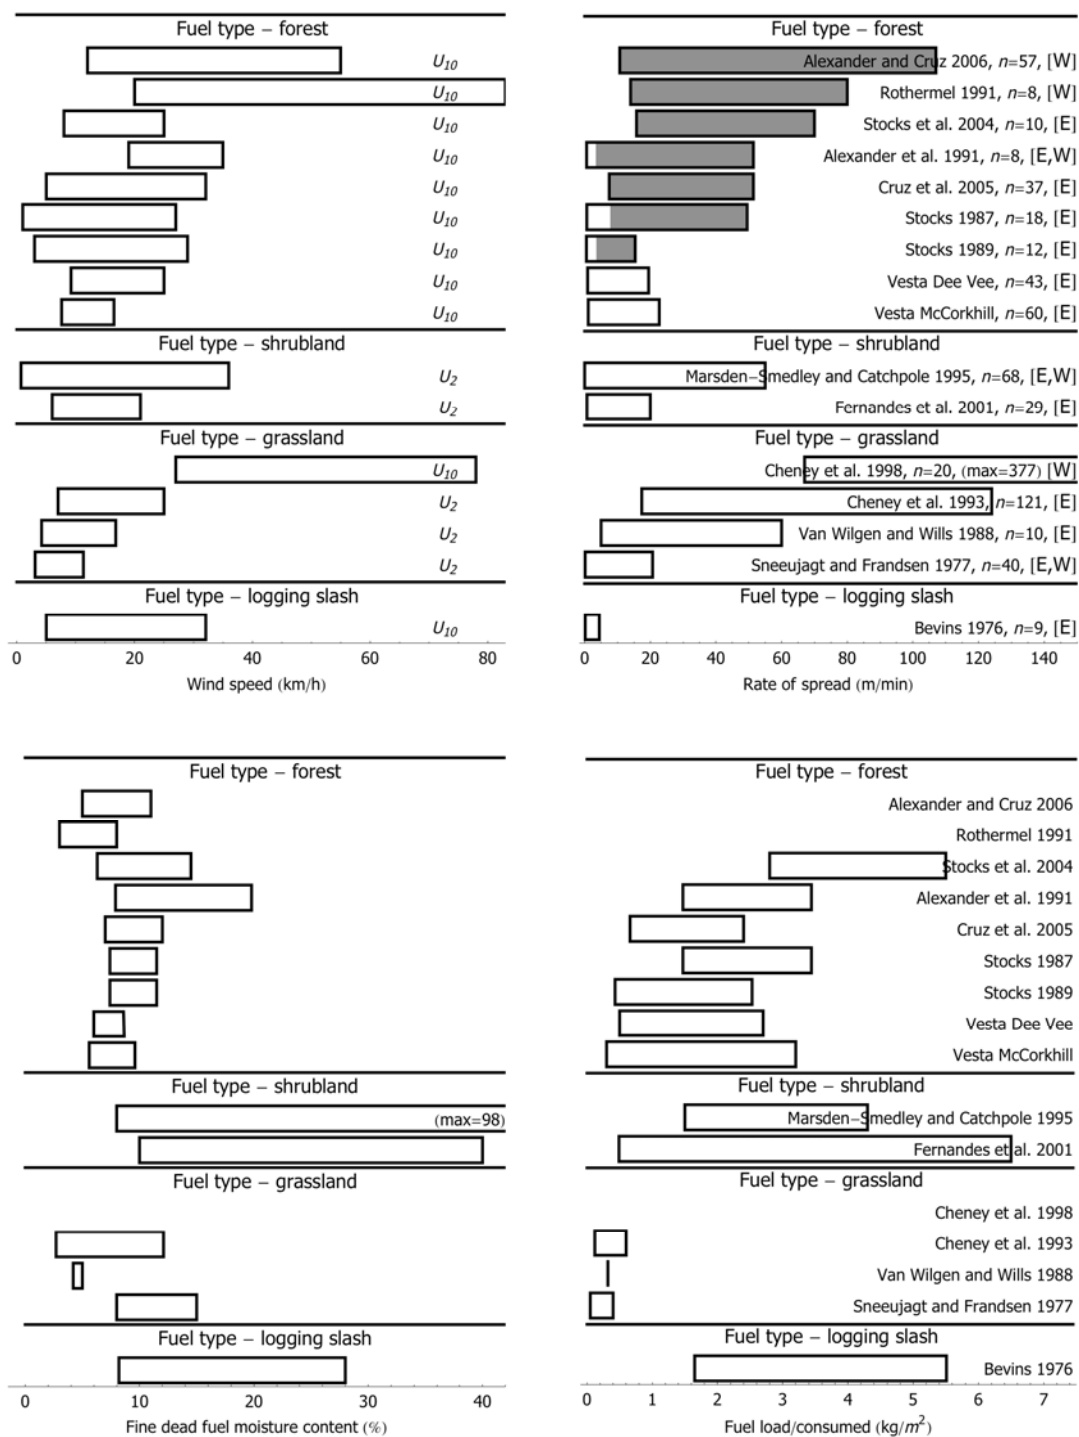 Fuel type – forest
U10
U10
U10
U10
U10
U10
U10
U10
U10
Fuel type – shrubland
U2
U2
Fuel type – grassland
U10
U2
U2
U2
Fuel type – logging slash
U10
0 20 40 60 80
Wind speed (km/h)
Fuel type – forest
Alexander and Cruz 2006, n=57, [W]
Rothermel 1991, n=8, [W]
Stocks et al. 2004, n=10, [E]
Alexander et al. 1991, n=8, [E,W]
Cruz et al. 2005, n=37, [E]
Stocks 1987, n=18, [E]
Stocks 1989, n=12, [E]
Vesta Dee Vee, n=43, [E]
Vesta McCorkhill, n=60, [E]
Fuel type – shrubland
Marsden–Smedley and Catchpole 1995, n=68, [E,W]
Fernandes et al. 2001, n=29, [E]
Fuel type – grassland
Cheney et al. 1998, n=20, (max=377) [W]
Cheney et al. 1993, n=121, [E]
Van Wilgen and Wills 1988, n=10, [E]
Sneeujagt and Frandsen 1977, n=40, [E,W]
Fuel type – logging slash
Bevins 1976, n=9, [E]
0 20 40 60 80 100 120 140
Rate of spread (m/min)
Fuel type – forest
Fuel type – shrubland
(max=98)
Fuel type – grassland
Fuel type – logging slash
0 10 20 30 40
Fine dead fuel moisture content (%)
Fuel type – forest
Alexander and Cruz 2006
Rothermel 1991
Stocks et al. 2004
Alexander et al. 1991
Cruz et al. 2005
Stocks 1987
Stocks 1989
Vesta Dee Vee
Vesta McCorkhill
Fuel type – shrubland
Marsden–Smedley and Catchpole 1995
Fernandes et al. 2001
Fuel type – grassland
Cheney et al. 1998
Cheney et al. 1993
Van Wilgen and Wills 1988
Sneeujagt and Frandsen 1977
Fuel type – logging slash
Bevins 1976
0 1 2 3 4 5 6 7
Fuel load/consumed (kg/m²)